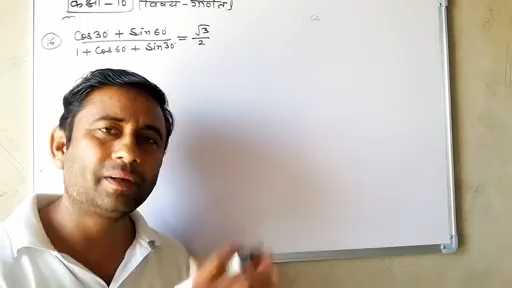 कक्षा - 10 (विषय - गणित)
(16) Cos30° + Sin60° / 1 + Cos60° + Sin30° = √3 / 2